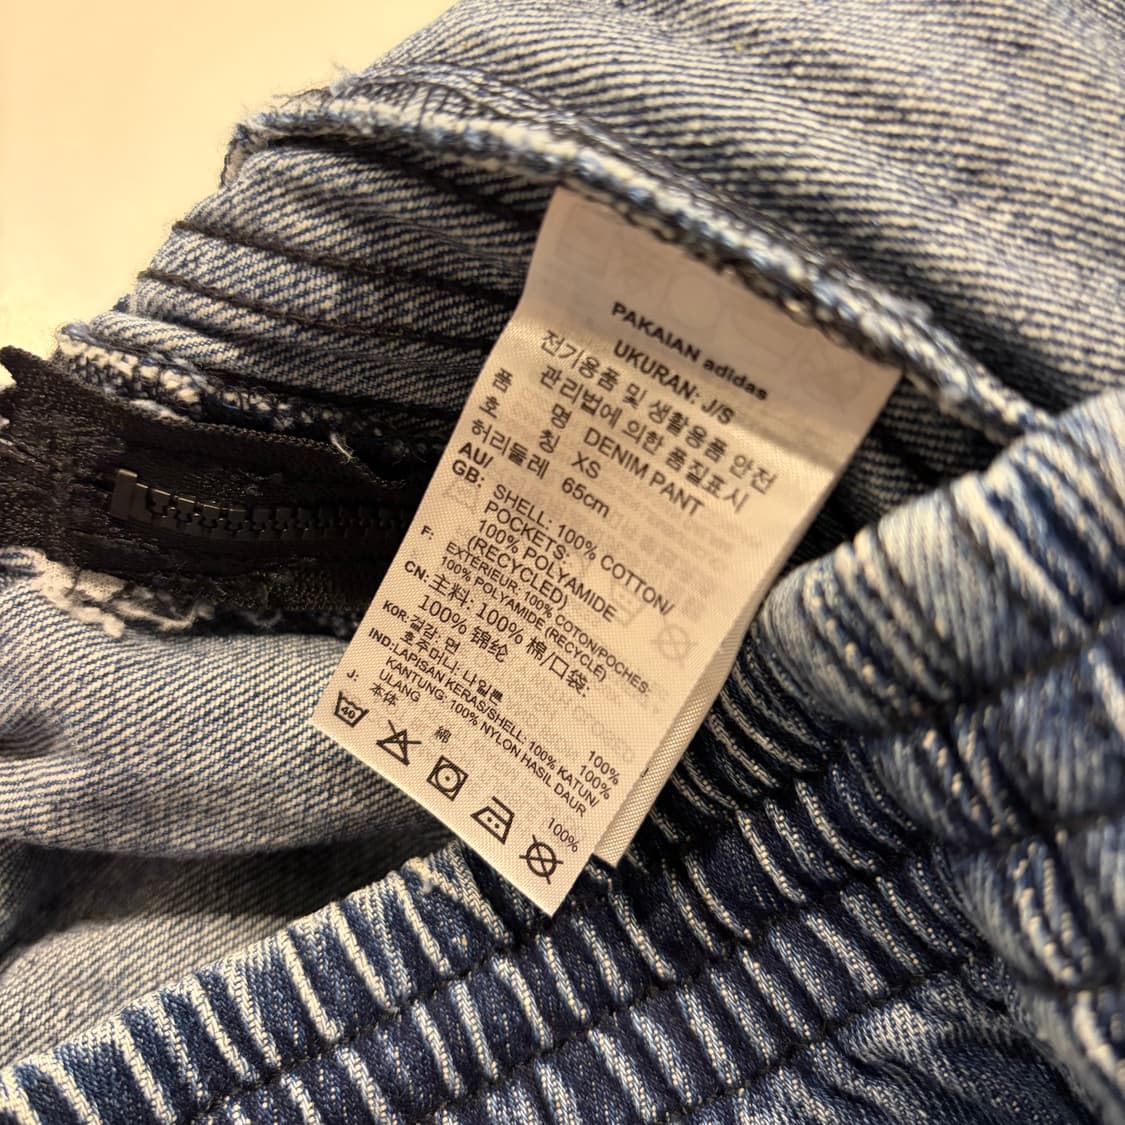 PAKAIAN adidas
UKURAN: J/S
전기용품 및 생활용품 안전
관리법에 의한 품질표시
품 명 DENIM PANT
호 칭 XS
허리둘레 65cm
AU/
GB: SHELL: 100% COTTON/
POCKETS:
100% POLYAMIDE
(RECYCLED)
F: EXTÉRIEUR: 100% COTON/POCHES:
100% POLYAMIDE (RECYCLÉ)
CN: 主料: 100% 棉/口袋:
100% 锦纶
KOR: 겉감: 면 100%
호주머니: 나일론 100%
IND: LAPISAN KERAS/SHELL: 100% KATUN/
KANTUNG: 100% NYLON HASIL DAUR
ULANG
J: 本体 綿 100%
40